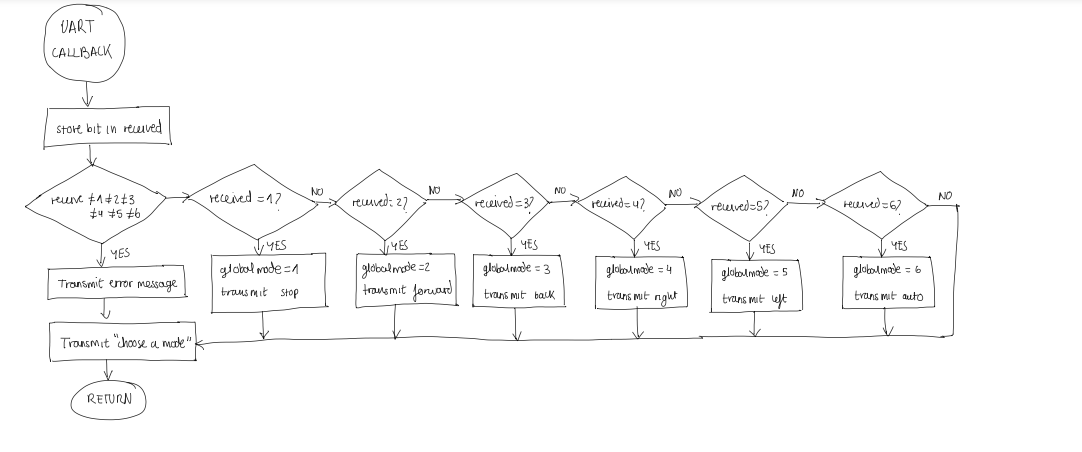 UART
CALLBACK
store bit in received
receive ≠1≠2≠3
≠4 ≠5 ≠6
YES
Transmit error message
Transmit "choose a mode"
RETURN
received = 1?
NO
YES
globalmode = 1
transmit stop
received = 2?
NO
YES
globalmode = 2
transmit forward
received = 3?
NO
YES
globalmode = 3
transmit back
received = 4?
NO
YES
globalmode = 4
transmit right
received = 5?
NO
YES
globalmode = 5
transmit left
received = 6?
NO
YES
globalmode = 6
transmit auto